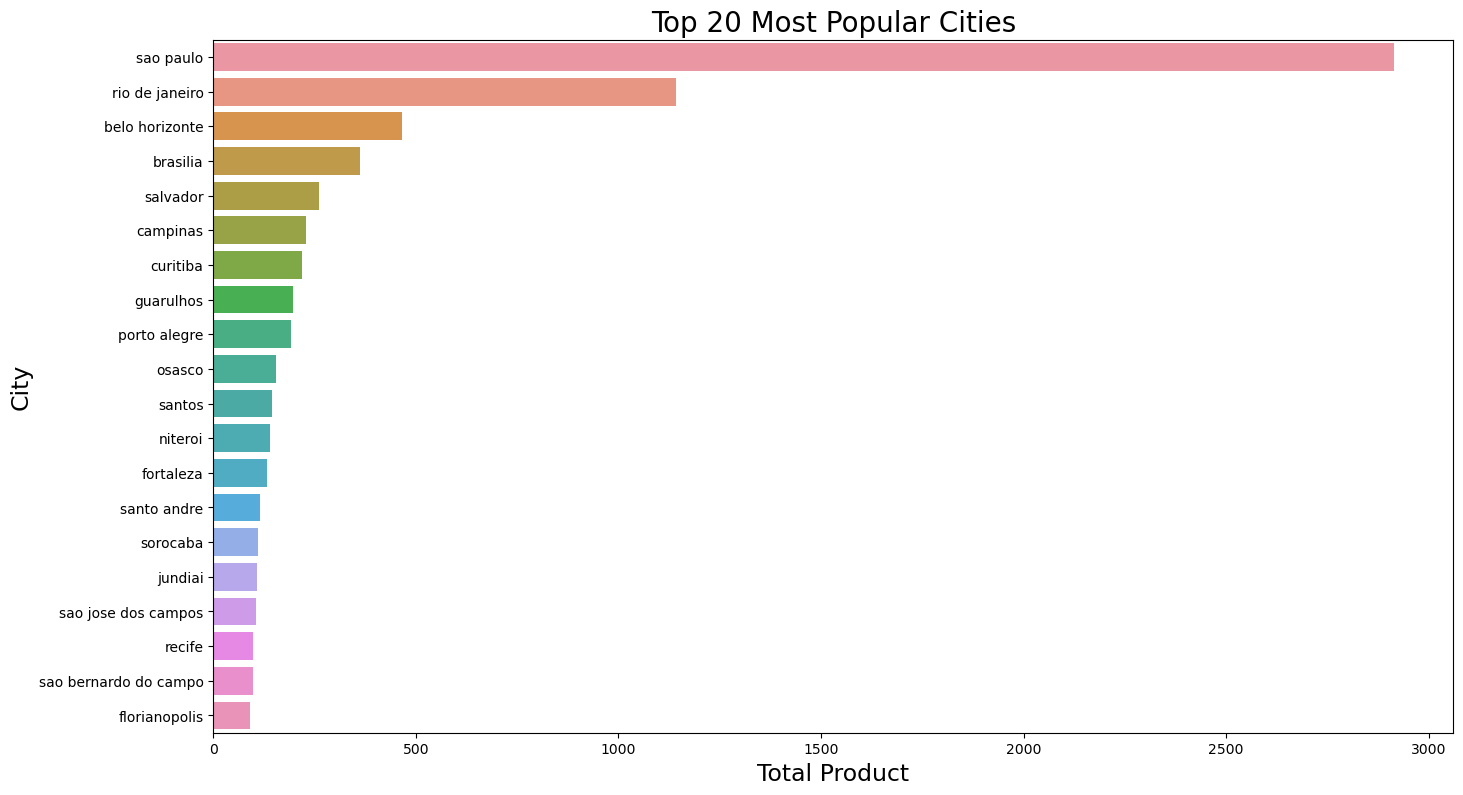 Top 20 Most Popular Cities
City
sao paulo
rio de janeiro
belo horizonte
brasilia
salvador
campinas
curitiba
guarulhos
porto alegre
osasco
santos
niteroi
fortaleza
santo andre
sorocaba
jundiai
sao jose dos campos
recife
sao bernardo do campo
florianopolis
0 500 1000 1500 2000 2500 3000
Total Product